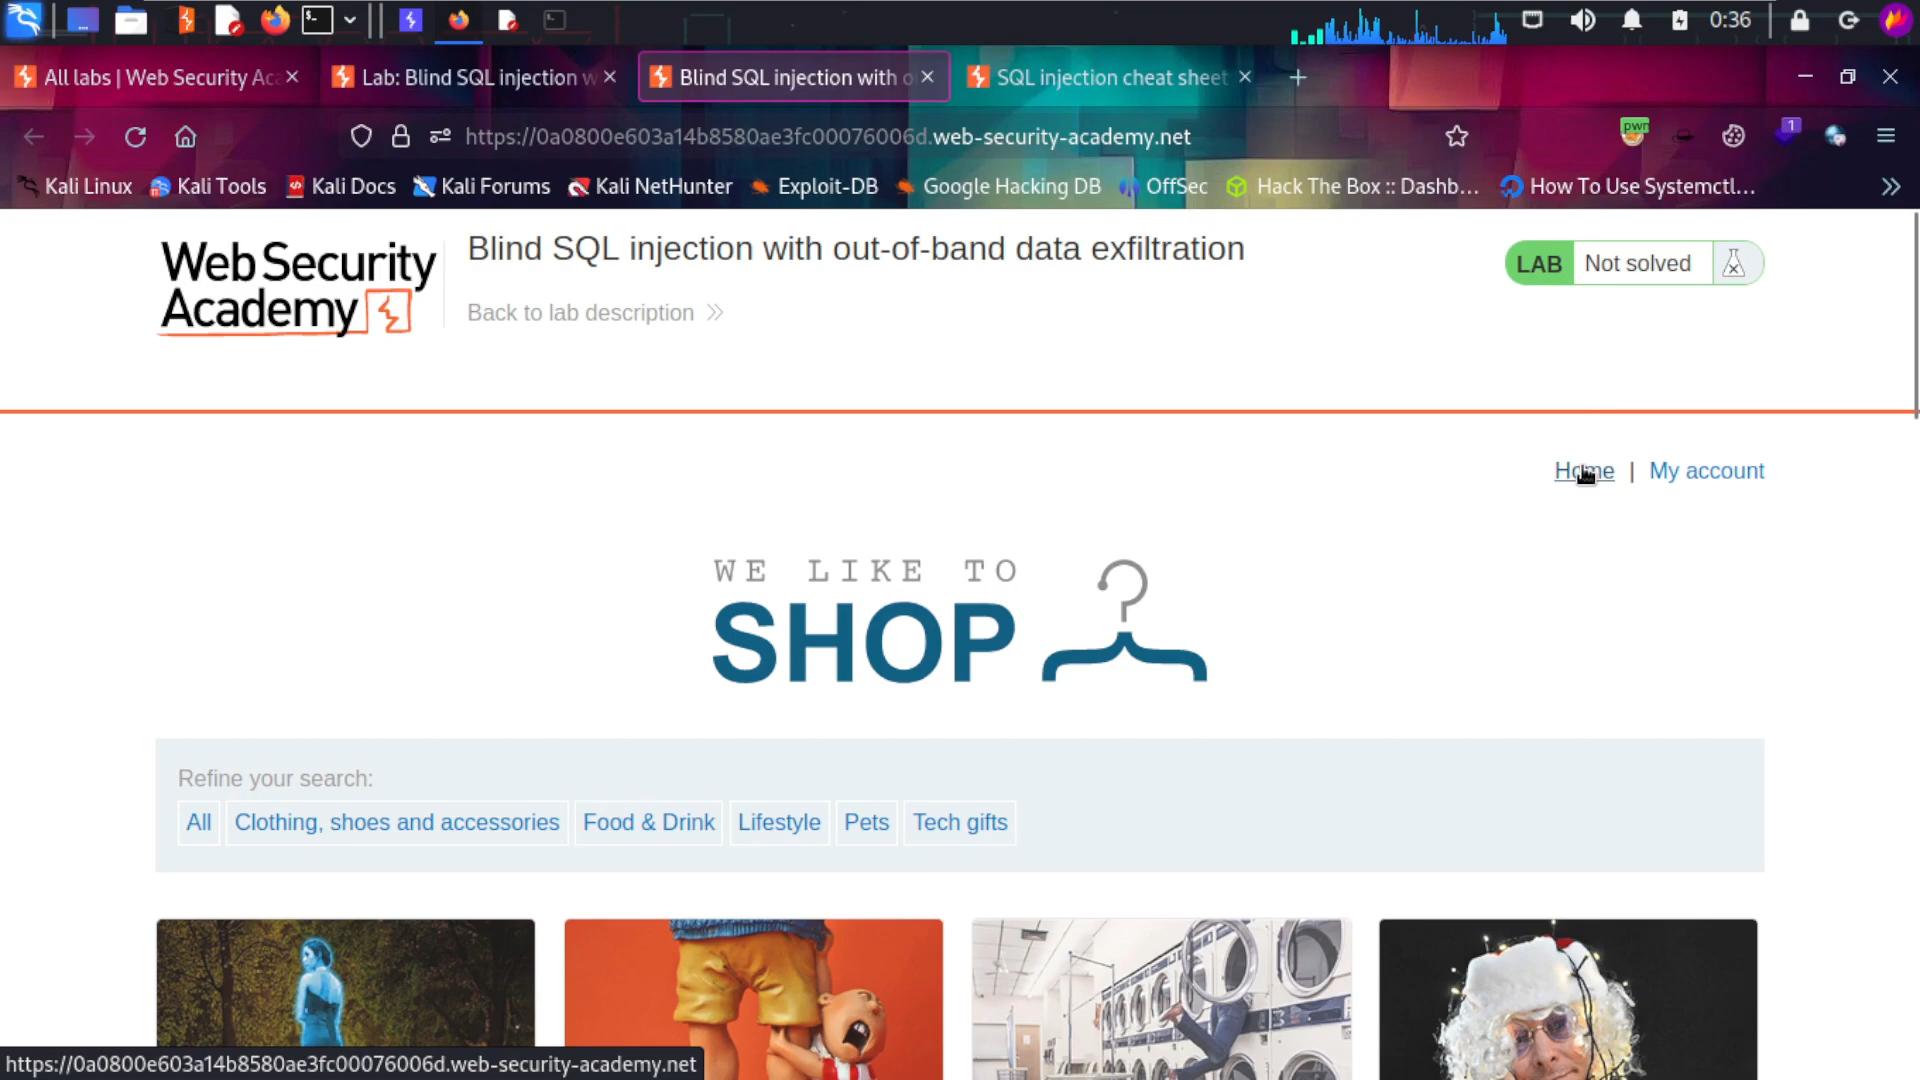 0:36
All labs | Web Security Ac
Lab: Blind SQL injection w
Blind SQL injection with o
SQL injection cheat sheet
https://0a0800e603a14b8580ae3fc00076006d.web-security-academy.net
pwn
1
Kali Linux
Kali Tools
Kali Docs
Kali Forums
Kali NetHunter
Exploit-DB
Google Hacking DB
OffSec
Hack The Box :: Dashb...
How To Use Systemctl...
Web Security
Academy
Blind SQL injection with out-of-band data exfiltration
Back to lab description
LAB Not solved
Home | My account
WE LIKE TO
SHOP
Refine your search:
All
Clothing, shoes and accessories
Food & Drink
Lifestyle
Pets
Tech gifts
https://0a0800e603a14b8580ae3fc00076006d.web-security-academy.net